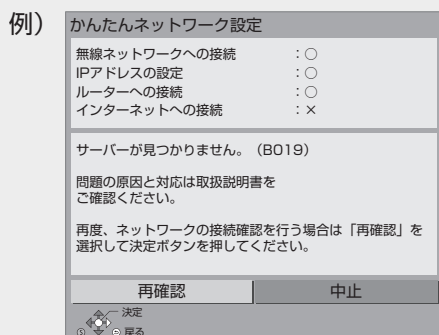 例）
かんたんネットワーク設定
無線ネットワークへの接続 ：○
IPアドレスの設定 ：○
ルーターへの接続 ：○
インターネットへの接続 ：×
サーバーが見つかりません。（B019）
問題の原因と対応は取扱説明書を
ご確認ください。
再度、ネットワークの接続確認を行う場合は「再確認」を
選択して決定ボタンを押してください。
再確認 中止
決定
S 戻る